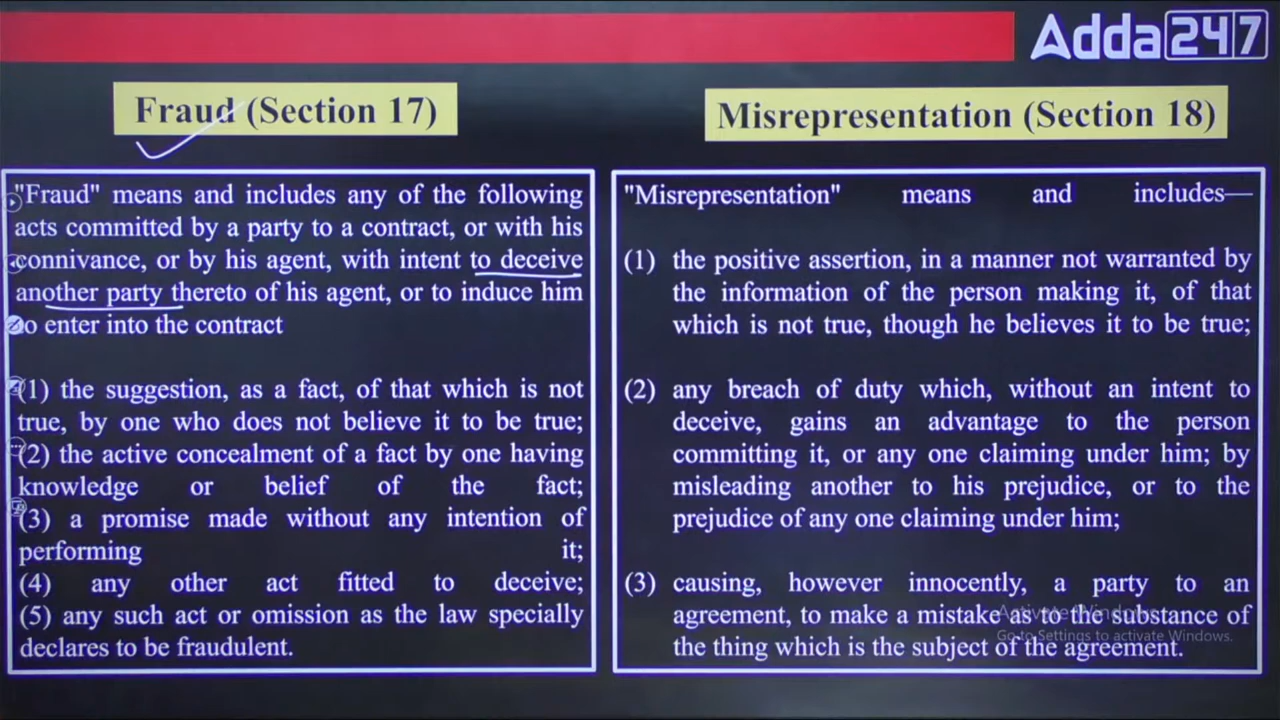 Adda247
Fraud (Section 17)
"Fraud" means and includes any of the following
acts committed by a party to a contract, or with his
connivance, or by his agent, with intent to deceive
another party thereto of his agent, or to induce him
to enter into the contract
(1) the suggestion, as a fact, of that which is not
true, by one who does not believe it to be true;
(2) the active concealment of a fact by one having
knowledge or belief of the fact;
(3) a promise made without any intention of
performing it;
(4) any other act fitted to deceive;
(5) any such act or omission as the law specially
declares to be fraudulent.
Misrepresentation (Section 18)
"Misrepresentation" means and includes—
(1) the positive assertion, in a manner not warranted by
the information of the person making it, of that
which is not true, though he believes it to be true;
(2) any breach of duty which, without an intent to
deceive, gains an advantage to the person
committing it, or any one claiming under him; by
misleading another to his prejudice, or to the
prejudice of any one claiming under him;
(3) causing, however innocently, a party to an
agreement, to make a mistake as to the substance of
the thing which is the subject of the agreement.
Activate Windows
Go to Settings to activate Windows.